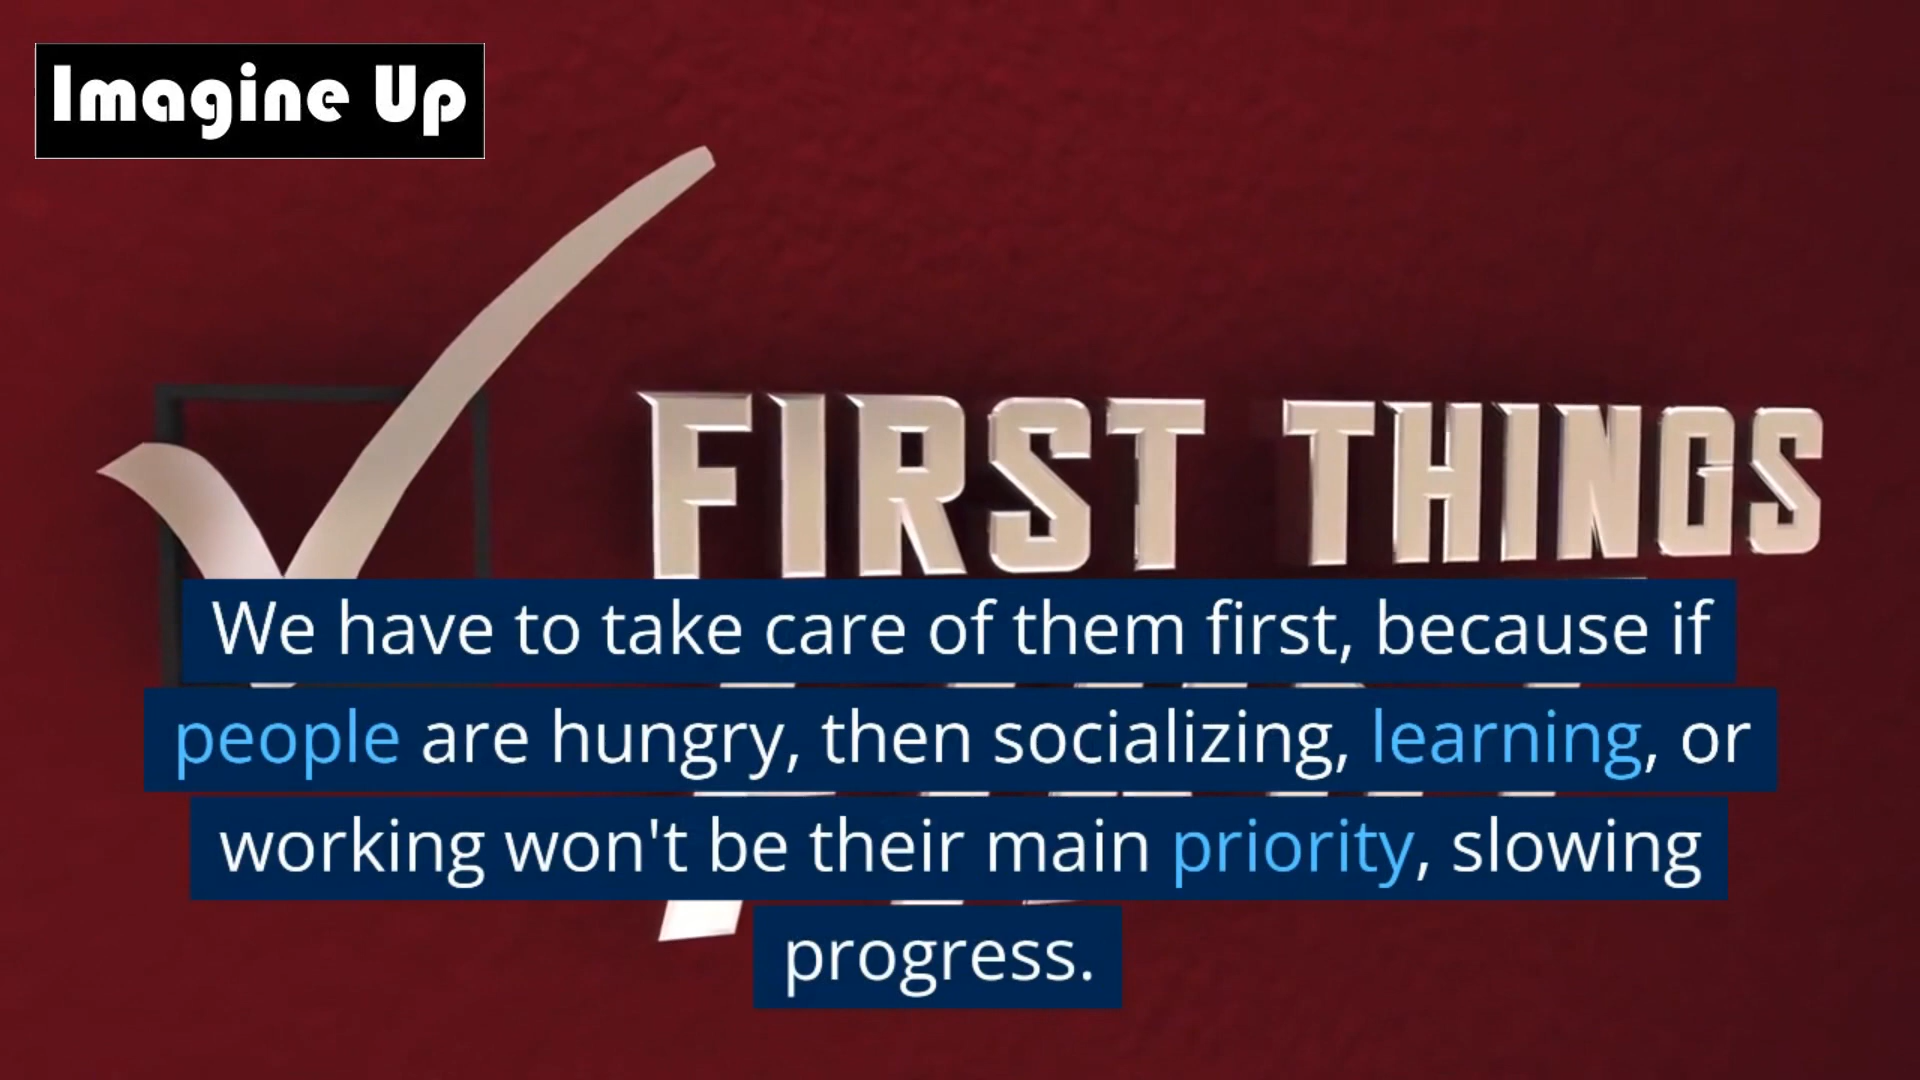 Imagine Up
FIRST THINGS
We have to take care of them first, because if
people are hungry, then socializing, learning, or
working won't be their main priority, slowing
progress.